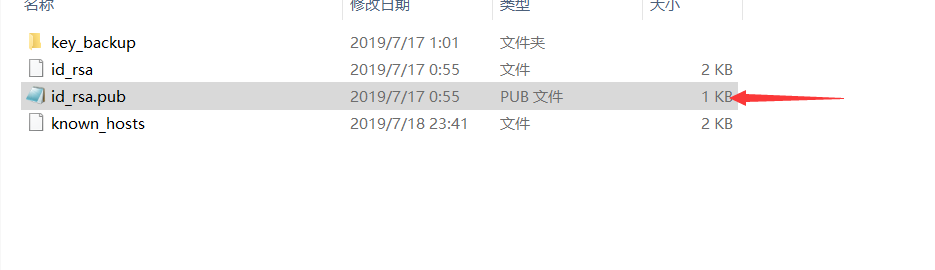 名称 修改日期 类型 大小
key_backup 2019/7/17 1:01 文件夹
id_rsa 2019/7/17 0:55 文件 2 KB
id_rsa.pub 2019/7/17 0:55 PUB 文件 1 KB
known_hosts 2019/7/18 23:41 文件 2 KB